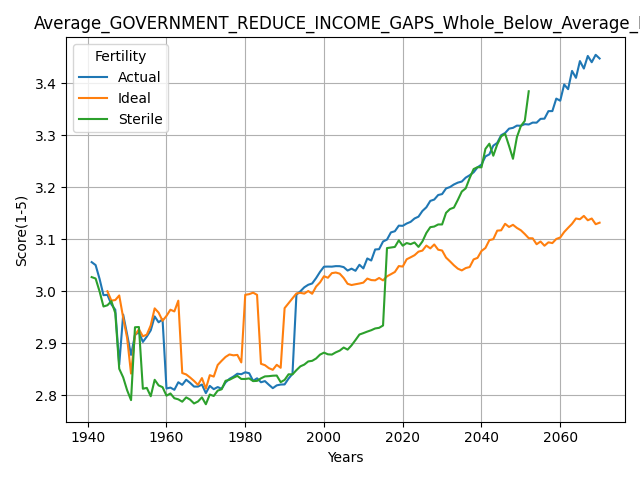 Average_GOVERNMENT_REDUCE_INCOME_GAPS_Whole_Below_Average_
Fertility
Actual
Ideal
Sterile
Score(1-5)
3.4
3.3
3.2
3.1
3.0
2.9
2.8
1940 1960 1980 2000 2020 2040 2060
Years